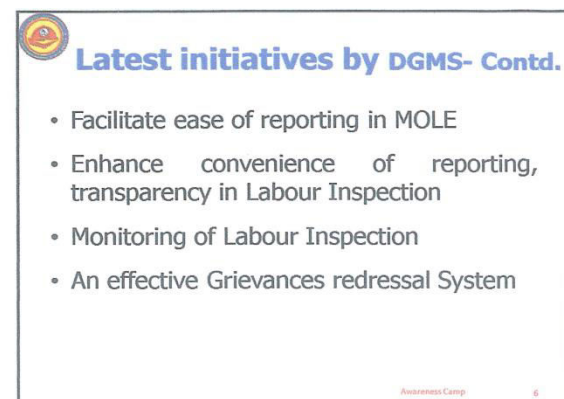 Latest initiatives by DGMS- Contd.
• Facilitate ease of reporting in MOLE
• Enhance convenience of reporting,
transparency in Labour Inspection
• Monitoring of Labour Inspection
• An effective Grievances redressal System
Awareness Camp 6